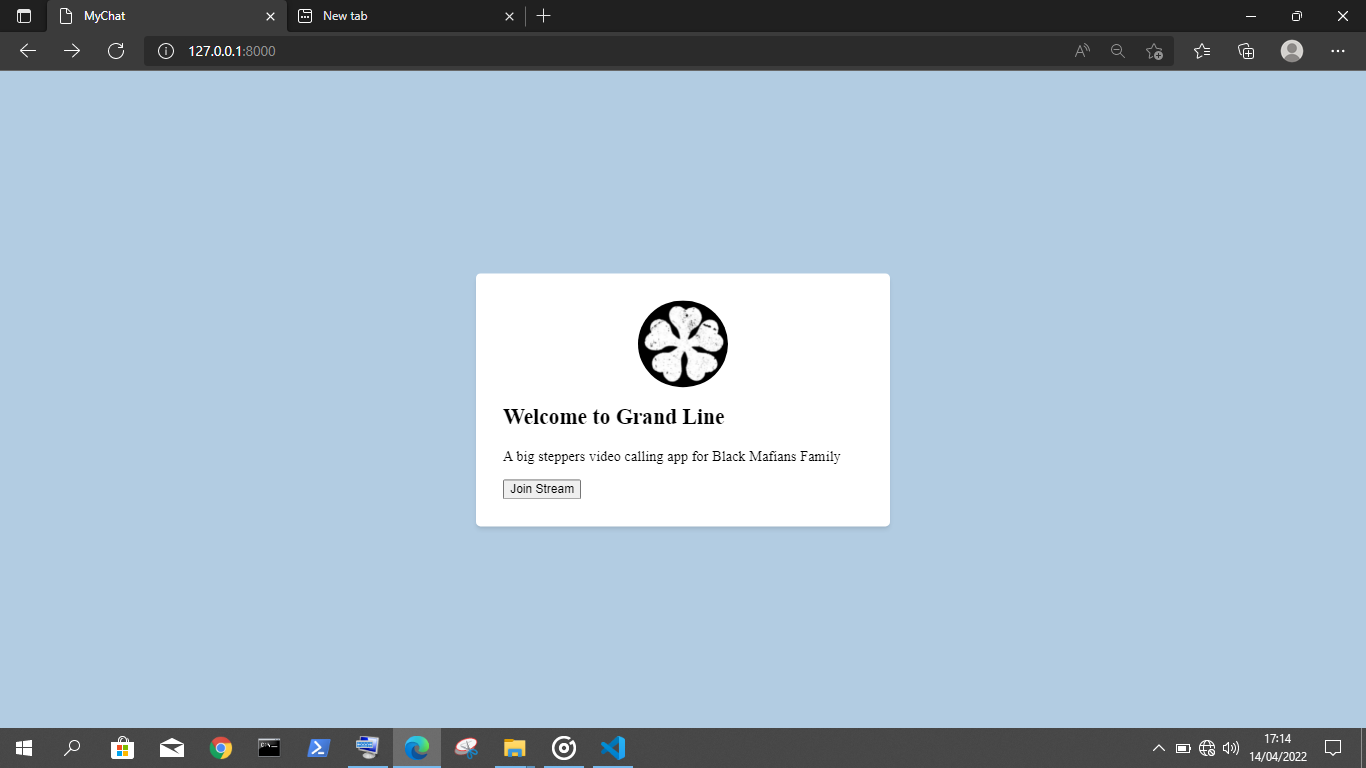 MyChat
New tab
127.0.0.1:8000
Welcome to Grand Line
A big steppers video calling app for Black Mafians Family
Join Stream
17:14
14/04/2022